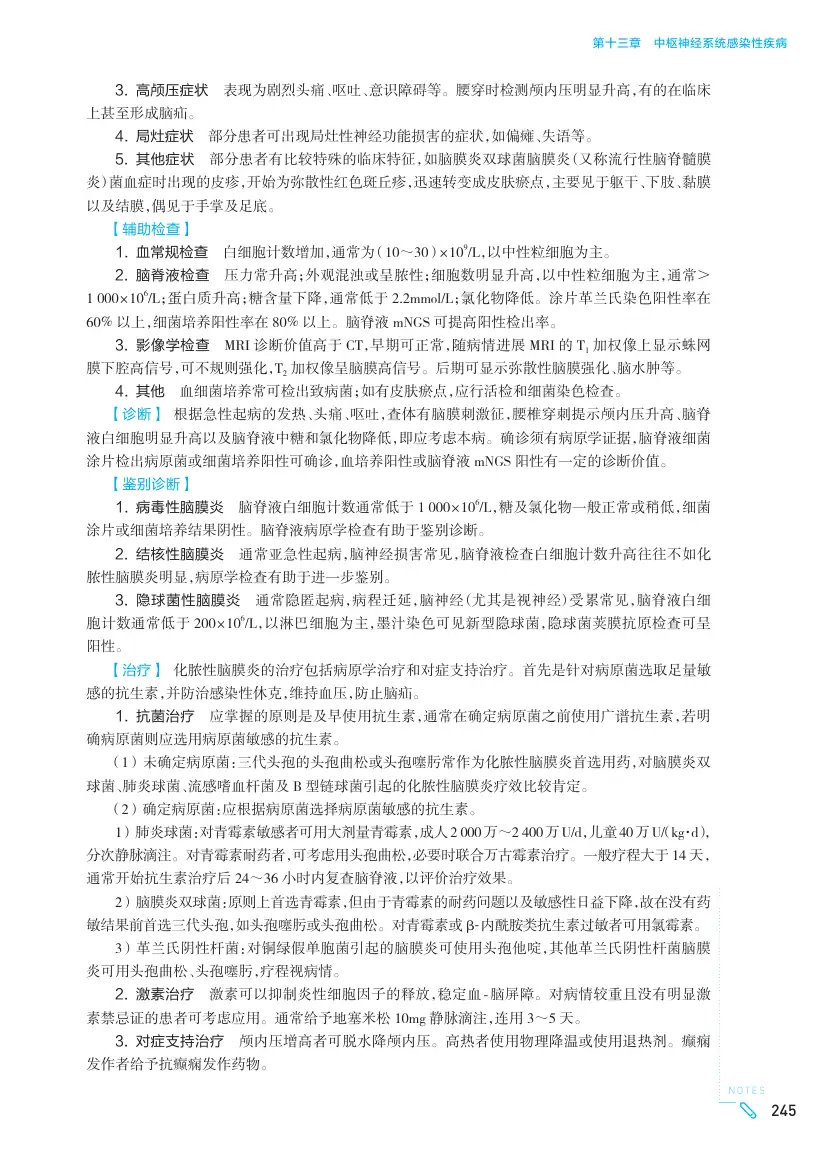 第十三章 中枢神经系统感染性疾病
3. 高颅压症状 表现为剧烈头痛、呕吐、意识障碍等。腰穿时检测颅内压明显升高,有的在临床
上甚至形成脑疝。
4. 局灶症状 部分患者可出现局灶性神经功能损害的症状,如偏瘫、失语等。
5. 其他症状 部分患者有比较特殊的临床特征,如脑膜炎双球菌脑膜炎(又称流行性脑脊髓膜
炎)菌血症时出现的皮疹,开始为弥散性红色斑丘疹,迅速转变成皮肤瘀点,主要见于躯干、下肢、黏膜
以及结膜,偶见于手掌及足底。
【辅助检查】
1. 血常规检查 白细胞计数增加,通常为(10～30)×10⁹/L,以中性粒细胞为主。
2. 脑脊液检查 压力常升高;外观混浊或呈脓性;细胞数明显升高,以中性粒细胞为主,通常＞
1 000×10⁶/L;蛋白质升高;糖含量下降,通常低于 2.2mmol/L;氯化物降低。涂片革兰氏染色阳性率在
60% 以上,细菌培养阳性率在 80% 以上。脑脊液 mNGS 可提高阳性检出率。
3. 影像学检查 MRI 诊断价值高于 CT,早期可正常,随病情进展 MRI 的 T₁ 加权像上显示蛛网
膜下腔高信号,可不规则强化,T₂ 加权像呈脑膜高信号。后期可显示弥散性脑膜强化、脑水肿等。
4. 其他 血细菌培养常可检出致病菌;如有皮肤瘀点,应行活检和细菌染色检查。
【诊断】 根据急性起病的发热、头痛、呕吐,查体有脑膜刺激征,腰椎穿刺提示颅内压升高、脑脊
液白细胞明显升高以及脑脊液中糖和氯化物降低,即应考虑本病。确诊须有病原学证据,脑脊液细菌
涂片检出病原菌或细菌培养阳性可确诊,血培养阳性或脑脊液 mNGS 阳性有一定的诊断价值。
【鉴别诊断】
1. 病毒性脑膜炎 脑脊液白细胞计数通常低于 1 000×10⁶/L,糖及氯化物一般正常或稍低,细菌
涂片或细菌培养结果阴性。脑脊液病原学检查有助于鉴别诊断。
2. 结核性脑膜炎 通常亚急性起病,脑神经损害常见,脑脊液检查白细胞计数升高往往不如化
脓性脑膜炎明显,病原学检查有助于进一步鉴别。
3. 隐球菌性脑膜炎 通常隐匿起病,病程迁延,脑神经(尤其是视神经)受累常见,脑脊液白细
胞计数通常低于 200×10⁶/L,以淋巴细胞为主,墨汁染色可见新型隐球菌,隐球菌荚膜抗原检查可呈
阳性。
【治疗】 化脓性脑膜炎的治疗包括病原学治疗和对症支持治疗。首先是针对病原菌选取足量敏
感的抗生素,并防治感染性休克,维持血压,防止脑疝。
1. 抗菌治疗 应掌握的原则是及早使用抗生素,通常在确定病原菌之前使用广谱抗生素,若明
确病原菌则应选用病原菌敏感的抗生素。
(1)未确定病原菌:三代头孢的头孢曲松或头孢噻肟常作为化脓性脑膜炎首选用药,对脑膜炎双
球菌、肺炎球菌、流感嗜血杆菌及 B 型链球菌引起的化脓性脑膜炎疗效比较肯定。
(2)确定病原菌:应根据病原菌选择病原菌敏感的抗生素。
1)肺炎球菌:对青霉素敏感者可用大剂量青霉素,成人 2 000 万～2 400 万 U/d,儿童 40 万 U/(kg·d),
分次静脉滴注。对青霉素耐药者,可考虑用头孢曲松,必要时联合万古霉素治疗。一般疗程大于 14 天,
通常开始抗生素治疗后 24～36 小时内复查脑脊液,以评价治疗效果。
2)脑膜炎双球菌:原则上首选青霉素,但由于青霉素的耐药问题以及敏感性日益下降,故在没有药
敏结果前首选三代头孢,如头孢噻肟或头孢曲松。对青霉素或 β-内酰胺类抗生素过敏者可用氯霉素。
3)革兰氏阴性杆菌:对铜绿假单胞菌引起的脑膜炎可使用头孢他啶,其他革兰氏阴性杆菌脑膜
炎可用头孢曲松、头孢噻肟,疗程视病情。
2. 激素治疗 激素可以抑制炎性细胞因子的释放,稳定血-脑屏障。对病情较重且没有明显激
素禁忌证的患者可考虑应用。通常给予地塞米松 10mg 静脉滴注,连用 3～5 天。
3. 对症支持治疗 颅内压增高者可脱水降颅内压。高热者使用物理降温或使用退热剂。癫痫
发作者给予抗癫痫发作药物。
NOTES
245